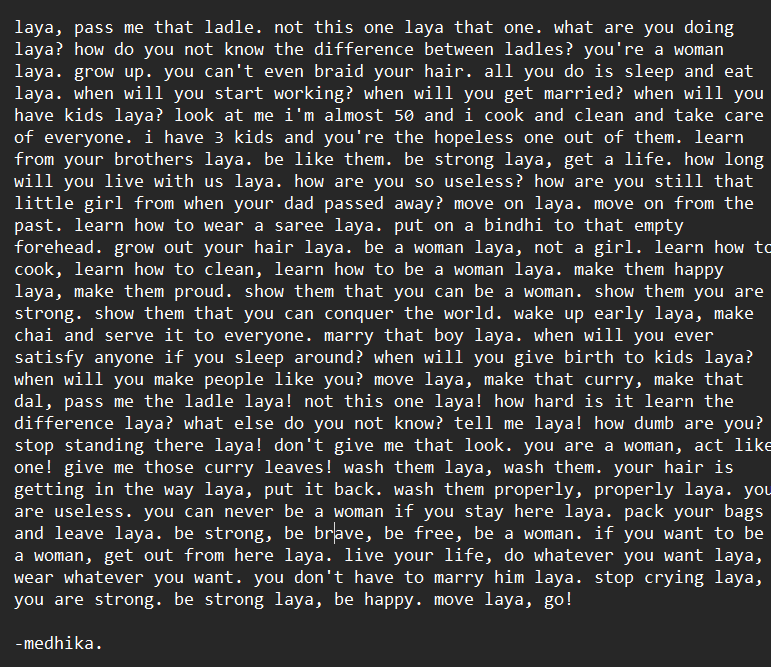 laya, pass me that ladle. not this one laya that one. what are you doing
laya? how do you not know the difference between ladles? you're a woman
laya. grow up. you can't even braid your hair. all you do is sleep and eat
laya. when will you start working? when will you get married? when will you
have kids laya? look at me i'm almost 50 and i cook and clean and take care
of everyone. i have 3 kids and you're the hopeless one out of them. learn
from your brothers laya. be like them. be strong laya, get a life. how long
will you live with us laya. how are you so useless? how are you still that
little girl from when your dad passed away? move on laya. move on from the
past. learn how to wear a saree laya. put on a bindhi to that empty
forehead. grow out your hair laya. be a woman laya, not a girl. learn how to
cook, learn how to clean, learn how to be a woman laya. make them happy
laya, make them proud. show them that you can be a woman. show them you are
strong. show them that you can conquer the world. wake up early laya, make
chai and serve it to everyone. marry that boy laya. when will you ever
satisfy anyone if you sleep around? when will you give birth to kids laya?
when will you make people like you? move laya, make that curry, make that
dal, pass me the ladle laya! not this one laya! how hard is it learn the
difference laya? what else do you not know? tell me laya! how dumb are you?
stop standing there laya! don't give me that look. you are a woman, act like
one! give me those curry leaves! wash them laya, wash them. your hair is
getting in the way laya, put it back. wash them properly, properly laya. you
are useless. you can never be a woman if you stay here laya. pack your bags
and leave laya. be strong, be brave, be free, be a woman. if you want to be
a woman, get out from here laya. live your life, do whatever you want laya,
wear whatever you want. you don't have to marry him laya. stop crying laya,
you are strong. be strong laya, be happy. move laya, go!
-medhika.